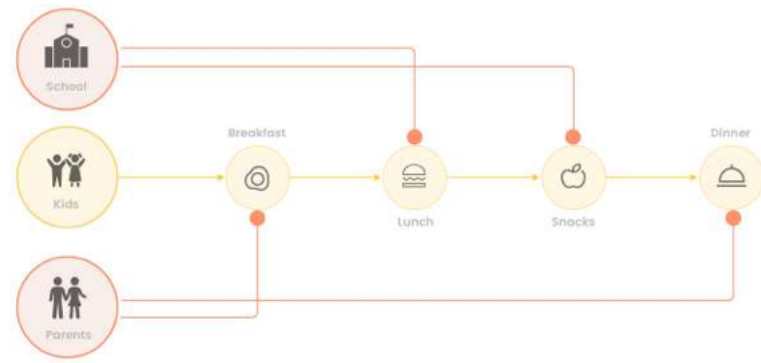 School
Breakfast
Dinner
Kids
Lunch
Snacks
Parents